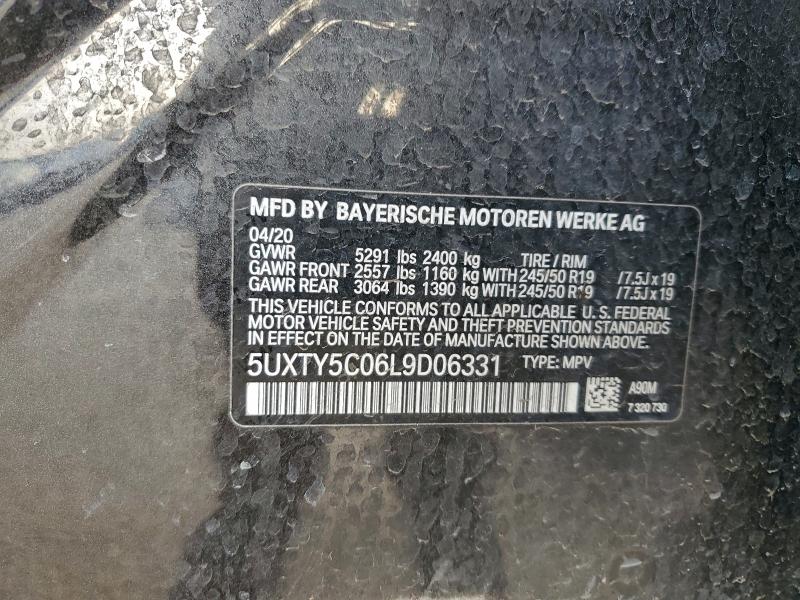 MFD BY BAYERISCHE MOTOREN WERKE AG
04/20
GVWR 5291 lbs 2400 kg TIRE / RIM
GAWR FRONT 2557 lbs 1160 kg WITH 245/50 R19 /7.5J x 19
GAWR REAR 3064 lbs 1390 kg WITH 245/50 R19 /7.5J x 19
THIS VEHICLE CONFORMS TO ALL APPLICABLE U. S. FEDERAL
MOTOR VEHICLE SAFETY AND THEFT PREVENTION STANDARDS
IN EFFECT ON THE DATE OF MANUFACTURE SHOWN ABOVE.
5UXTY5C06L9D06331 TYPE: MPV
A90M
7 320 730